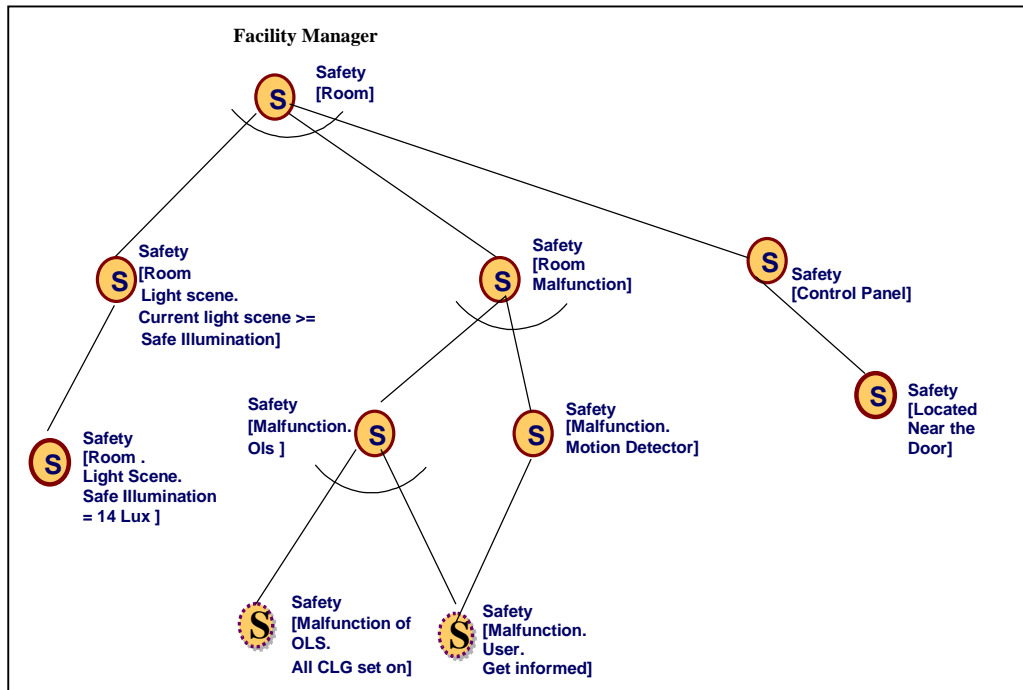 Facility Manager
Safety
[Room]
S
Safety
[Room
Light scene.
Current light scene >=
Safe Illumination]
S
Safety
[Room
Malfunction]
S
S
Safety
[Control Panel]
Safety
[Malfunction.
Ols ]
S
Safety
[Malfunction.
Motion Detector]
S
S
Safety
[Located
Near the
Door]
S
Safety
[Room .
Light Scene.
Safe Illumination
= 14 Lux ]
S
Safety
[Malfunction of
OLS.
All CLG set on]
S
Safety
[Malfunction.
User.
Get informed]